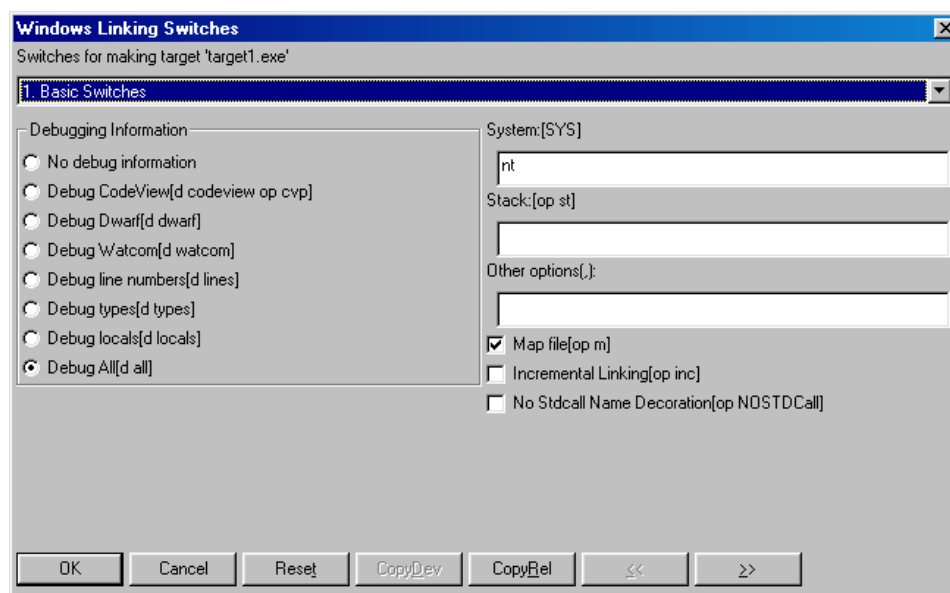 Windows Linking Switches
Switches for making target 'target1.exe'
1. Basic Switches
Debugging Information
No debug information
Debug CodeView[d codeview op cvp]
Debug Dwarf[d dwarf]
Debug Watcom[d watcom]
Debug line numbers[d lines]
Debug types[d types]
Debug locals[d locals]
Debug All[d all]
System:[SYS]
nt
Stack:[op st]
Other options(,):
Map file[op m]
Incremental Linking[op inc]
No Stdcall Name Decoration[op NOSTDCall]
OK Cancel Reset CopyDev CopyRel << >>